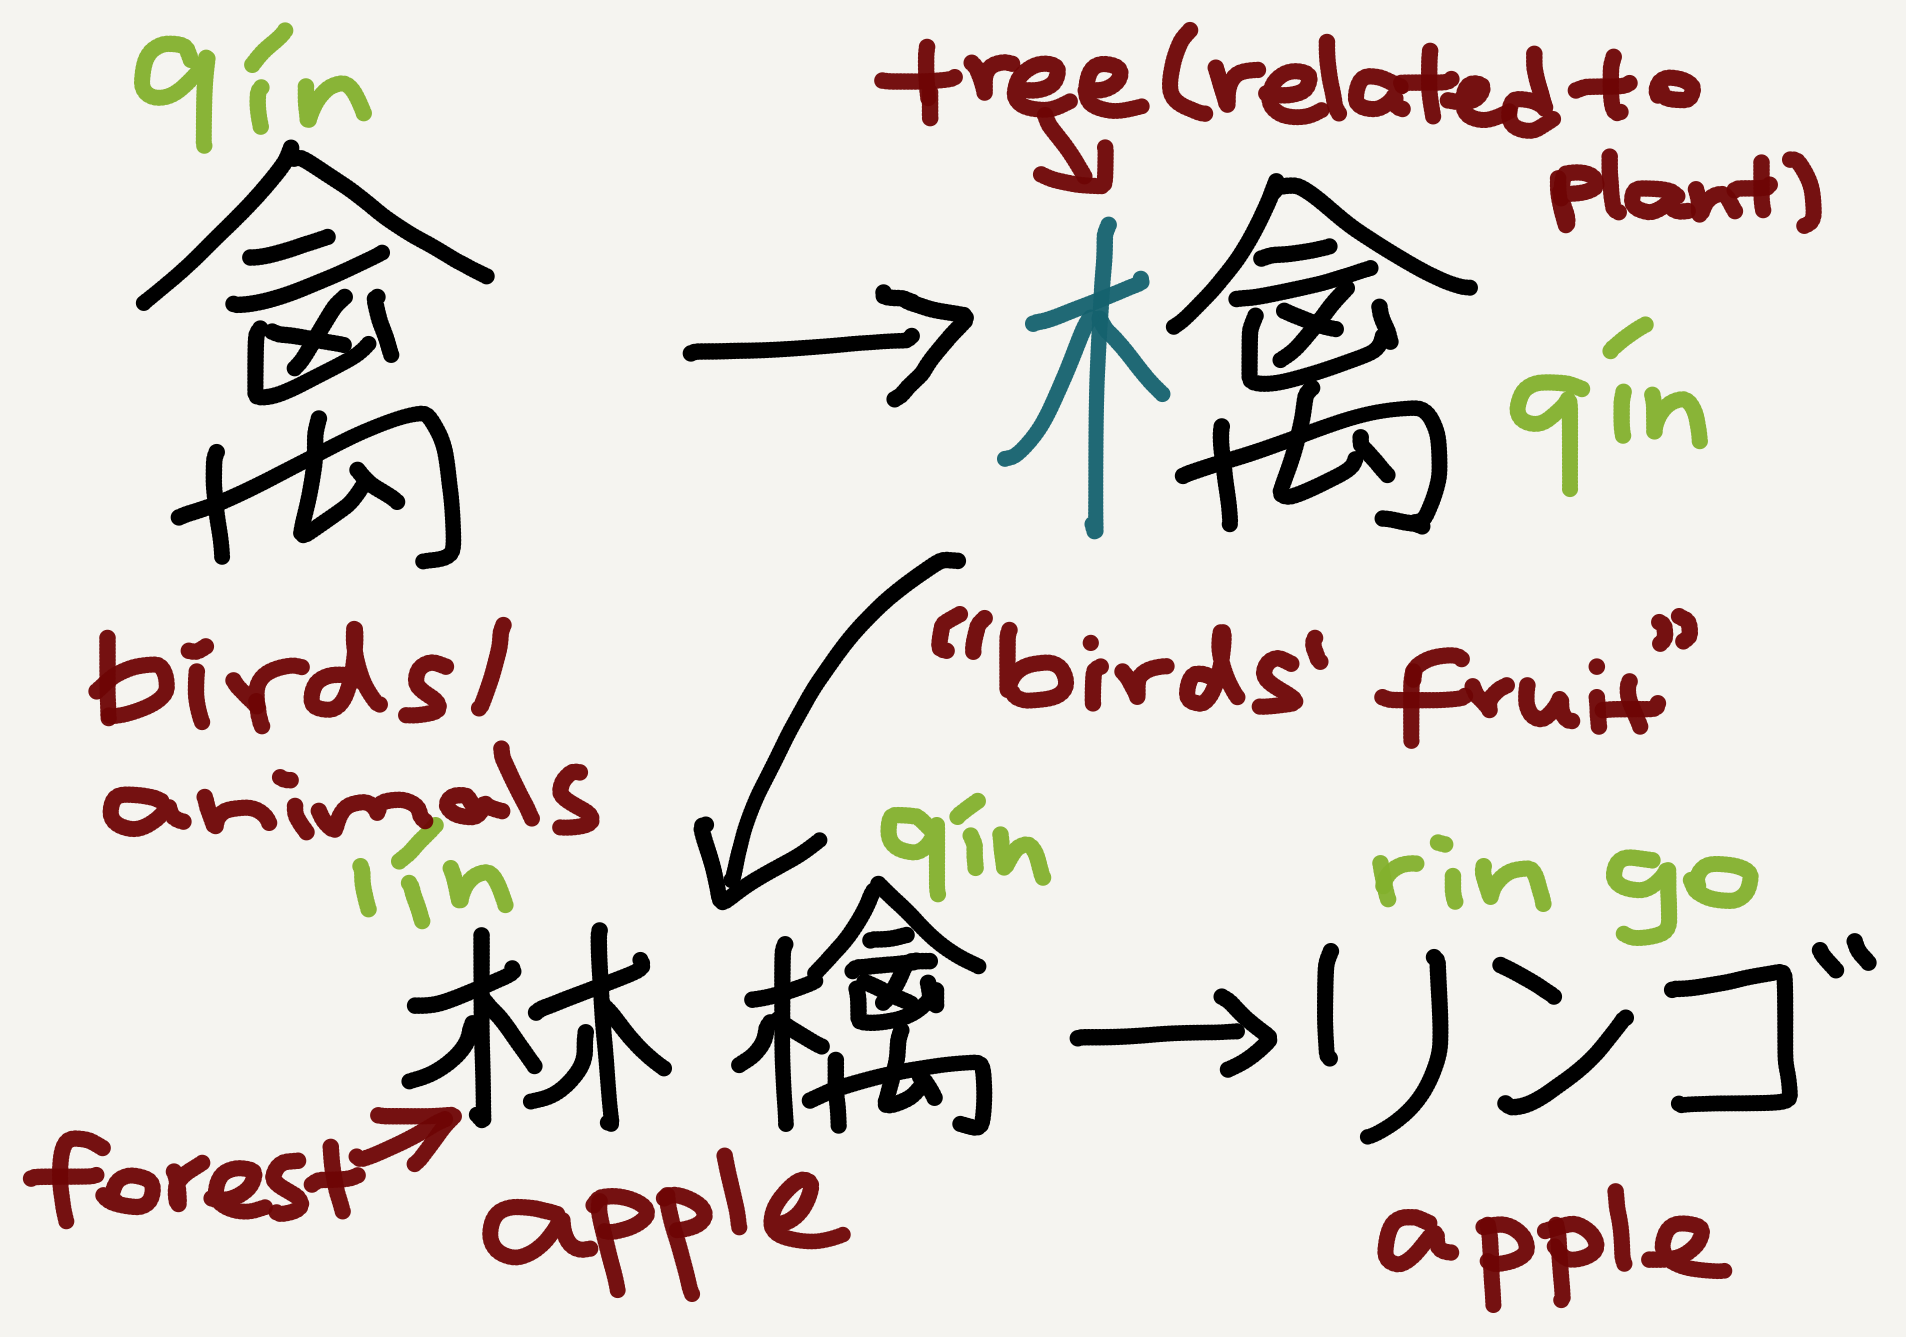 qín
tree (related to
plant)
禽
檎
qín
birds/
animals
"birds' fruit"
lín
qín
rin go
林檎
リンゴ
forest
apple
apple